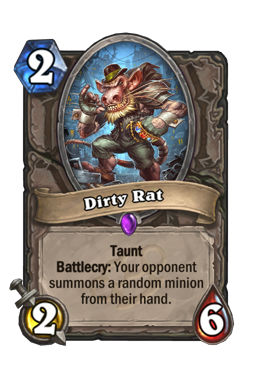 2
Dirty Rat
Taunt
Battlecry: Your opponent
summons a random minion
from their hand.
2
6